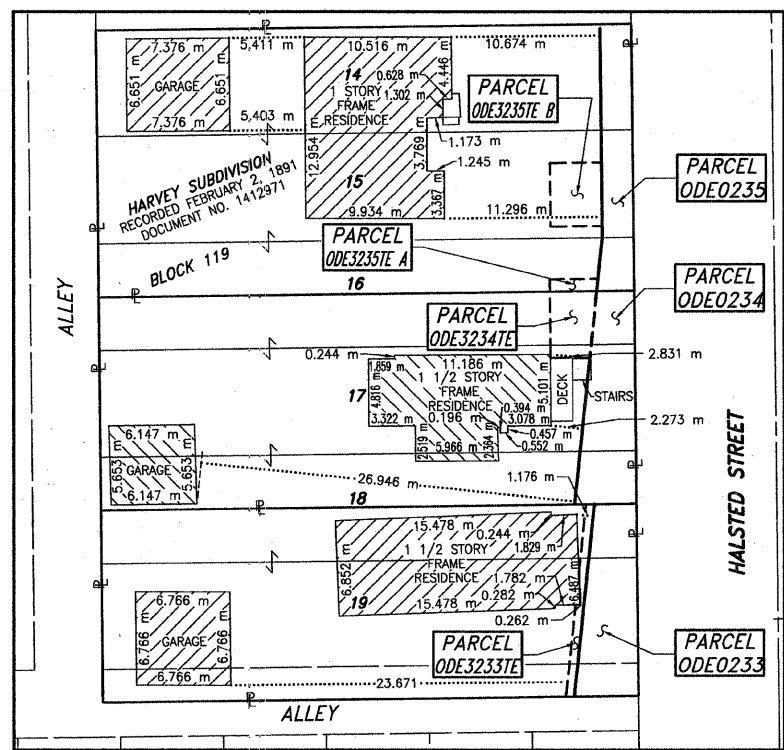 P
7.376 m
5,411 m
10.516 m
10.674 m
14
4.446 m
0.628 m
1.302 m
6.651 m
GARAGE
6.651 m
1 STORY
FRAME
RESIDENCE
PARCEL
ODE3235TE B
7.376 m
5,403 m
1.173 m
3.769 m
1.245 m
12.954 m
15
3.367 m
9.934 m
11.296 m
HARVEY SUBDIVISION
RECORDED FEBRUARY 2, 1891
DOCUMENT NO. 1412971
PARCEL
ODE0235
PARCEL
ODE3235TE A
BLOCK 119
16
PARCEL
ODE0234
ALLEY
PARCEL
ODE3234TE
0.244 m
2.831 m
1.859 m
11.186 m
4.816 m
1 1/2 STORY
FRAME
RESIDENCE
5.101 m
DECK
STAIRS
17
0.394
3.322 m
0.196 m
3.078 m
2.273 m
0.457 m
0.552 m
2.519 m
5.966 m
2.364 m
6.147 m
5.653 m
GARAGE
5.653 m
6.147 m
26.946 m
18
1.176 m
HALSTED STREET
15.478 m
0.244 m
1.829 m
6.852 m
1 1/2 STORY
FRAME
RESIDENCE
1.782 m
0.282 m
6.487 m
19
15.478 m
0.262 m
6.766 m
6.766 m
GARAGE
6.766 m
6.766 m
PARCEL
ODE3233TE
PARCEL
ODE0233
23.671
ALLEY